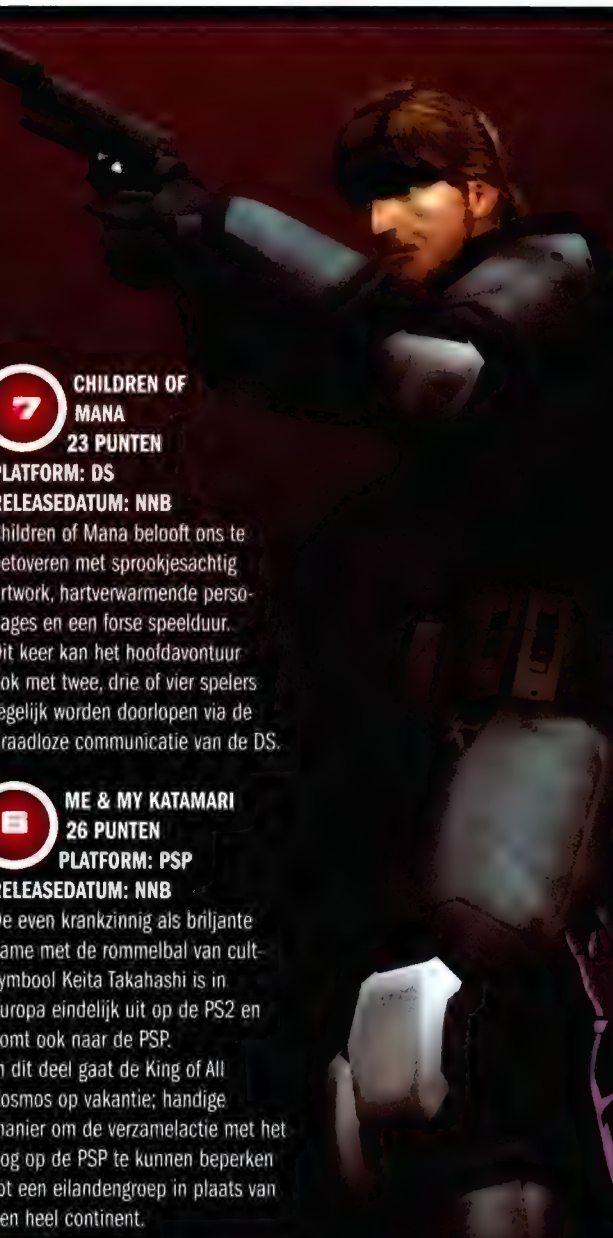 7
CHILDREN OF
MANA
23 PUNTEN
PLATFORM: DS
RELEASEDATUM: NNB
hildren of Mana belooft ons te
etoveren met sprookjesachtig
rtwork, hartverwarmende perso-
ages en een forse speelduur.
it keer kan het hoofdavontuur
ok met twee, drie of vier spelers
egelijk worden doorlopen via de
raadloze communicatie van de DS.
6
ME & MY KATAMARI
26 PUNTEN
PLATFORM: PSP
RELEASEDATUM: NNB
De even krankzinnig als briljante
ame met de rommelbal van cult-
ymbool Keita Takahashi is in
uropa eindelijk uit op de PS2 en
omt ook naar de PSP.
n dit deel gaat de King of All
osmos op vakantie; handige
manier om de verzamelactie met het
og op de PSP te kunnen beperken
ot een eilandengroep in plaats van
en heel continent.